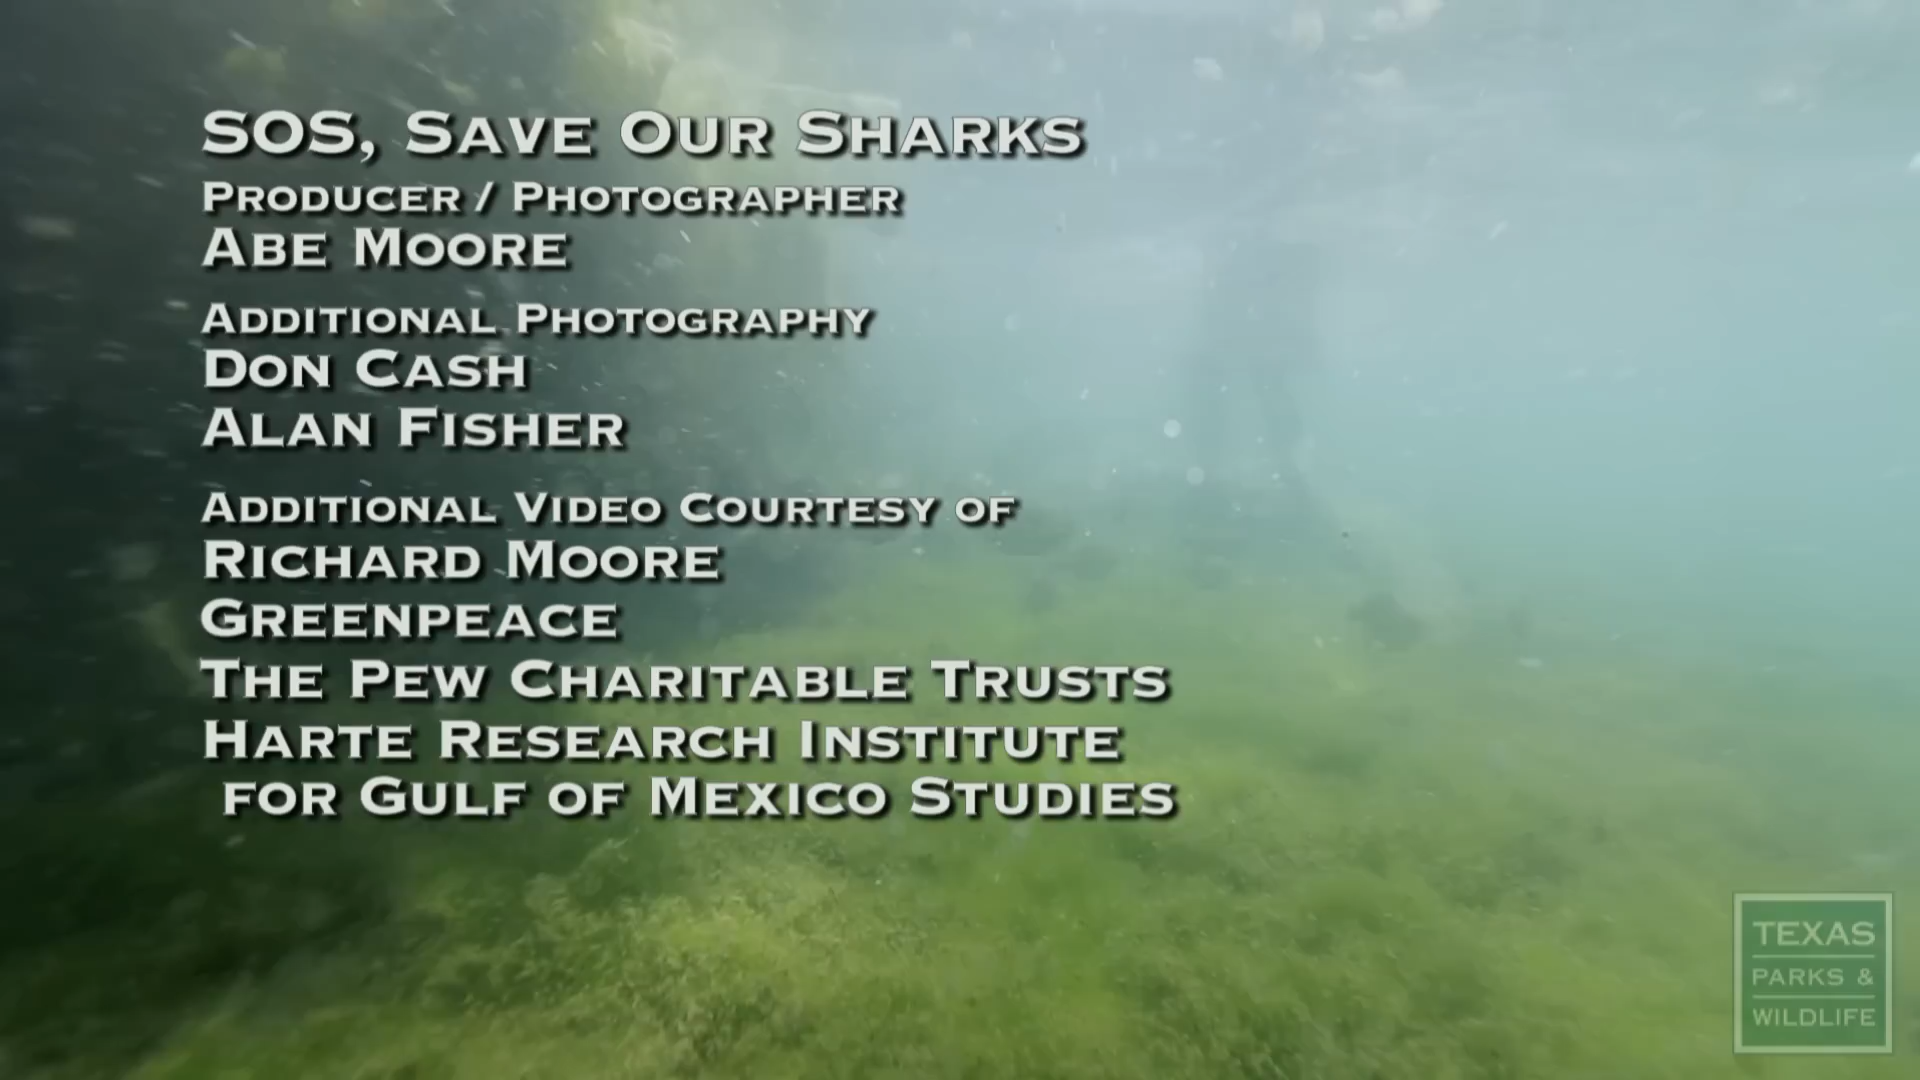 SOS, Save Our Sharks
Producer / Photographer
Abe Moore
Additional Photography
Don Cash
Alan Fisher
Additional Video Courtesy of
Richard Moore
Greenpeace
The Pew Charitable Trusts
Harte Research Institute
for Gulf of Mexico Studies
TEXAS
PARKS &
WILDLIFE